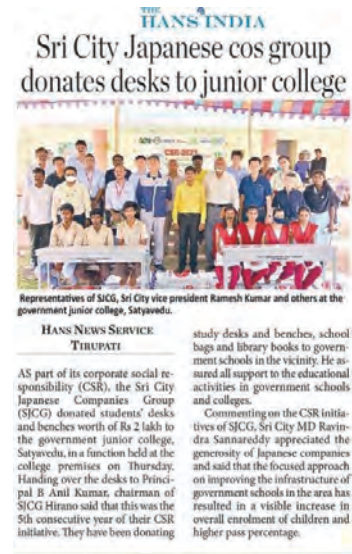 THE
HANS INDIA
Sri City Japanese cos group
donates desks to junior college
CSR-2021
Representatives of SJCG, Sri City vice president Ramesh Kumar and others at the
government junior college, Satyavedu.
HANS NEWS SERVICE
TIRUPATI
AS part of its corporate social re-
sponsibility (CSR), the Sri City
Japanese Companies Group
(SJCG) donated students' desks
and benches worth of Rs 2 lakh to
the government junior college,
Satyavedu, in a function held at the
college premises on Thursday.
Handing over the desks to Princi-
pal B Anil Kumar, chairman of
SJCG Hirano said that this was the
5th consecutive year of their CSR
initiative. They have been donating
study desks and benches, school
bags and library books to govern-
ment schools in the vicinity. He as-
sured all support to the educational
activities in government schools
and colleges.
Commenting on the CSR initia-
tives of SJCG, Sri City MD Ravin-
dra Sannareddy appreciated the
generosity of Japanese companies
and said that the focused approach
on improving the infrastructure of
government schools in the area has
resulted in a visible increase in
overall enrolment of children and
higher pass percentage.